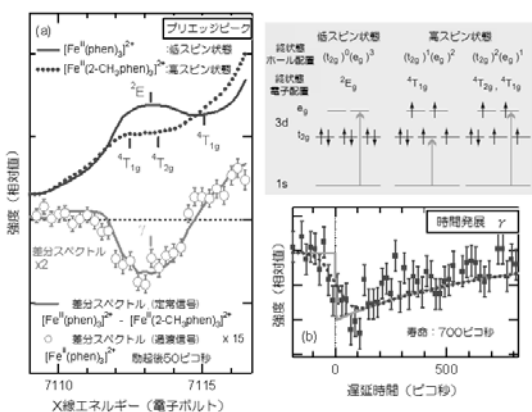 (a)
プリエッジピーク
[Fe^II(phen)3]^2+ :低スピン状態
[Fe^II(2-CH3phen)3]^2+ :高スピン状態
^2E
^4T1g
^4T1g ^4T2g
γ
差分スペクトル
x2
差分スペクトル(定常信号)
[Fe^II(phen)3]^2+ - [Fe^II(2-CH3phen)3]^2+
差分スペクトル(過渡信号) x 15
[Fe^II(phen)3]^2+ 励起後50ピコ秒
強度(相対値)
7110 7115
X線エネルギー(電子ボルト)
低スピン状態 高スピン状態
終状態
ホール配置
(t2g)^0(eg)^3 (t2g)^1(eg)^2 (t2g)^2(eg)^1
終状態
電子配置
^2Eg ^4T1g ^4T2g , ^4T1g
eg
3d
t2g
1s
時間発展 γ
強度(相対値)
(b)
寿命:700ピコ秒
0 500
遅延時間(ピコ秒)